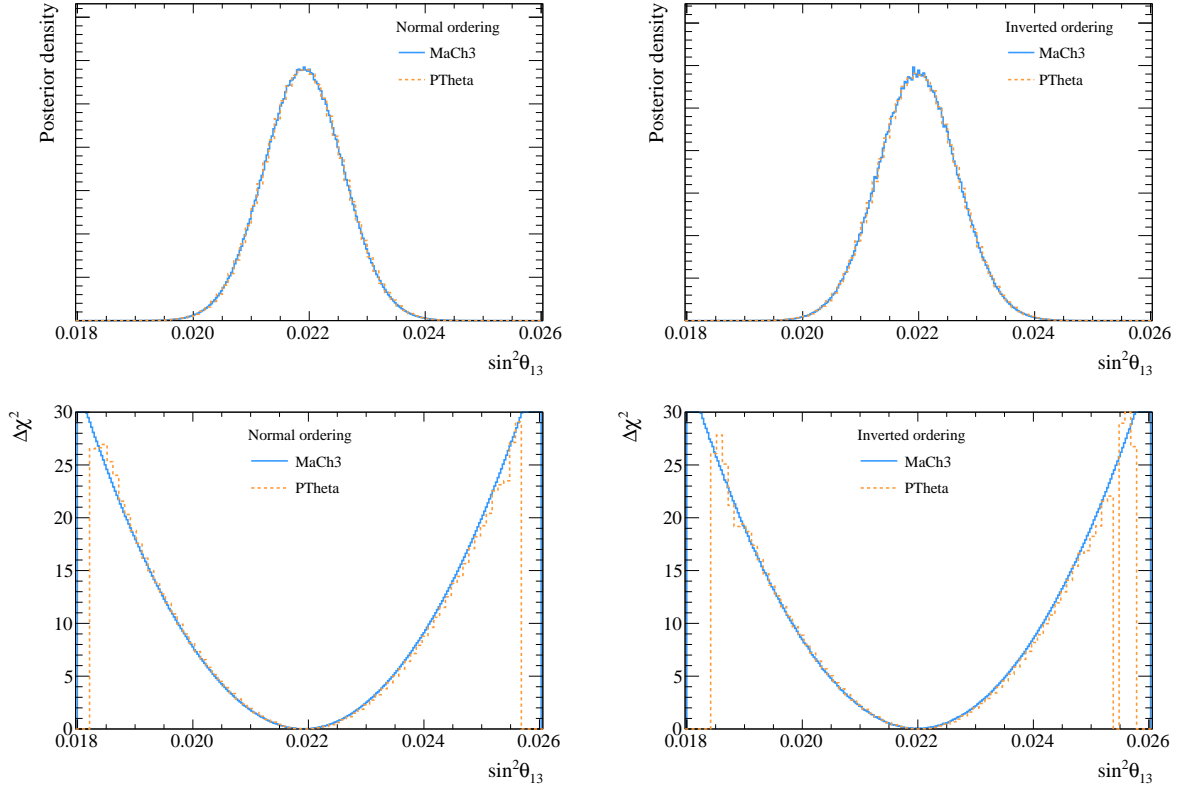 Posterior density
Normal ordering
MaCh3
PTheta
0.018 0.020 0.022 0.024 0.026
sin²θ₁₃
Posterior density
Inverted ordering
MaCh3
PTheta
0.018 0.020 0.022 0.024 0.026
sin²θ₁₃
Δχ²
30
25
20
15
10
5
0
Normal ordering
MaCh3
PTheta
0.018 0.020 0.022 0.024 0.026
sin²θ₁₃
Δχ²
30
25
20
15
10
5
0
Inverted ordering
MaCh3
PTheta
0.018 0.020 0.022 0.024 0.026
sin²θ₁₃